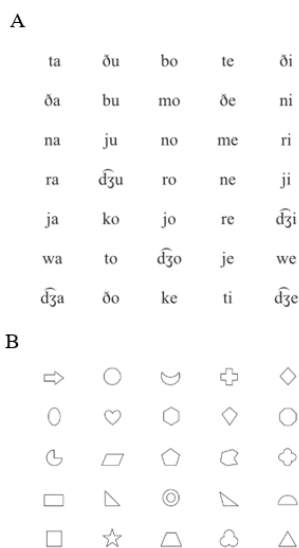 A
ta ðu bo te ði
ða bu mo ðe ni
na ju no me ri
ra d͡ʒu ro ne ji
ja ko jo re d͡ʒi
wa to d͡ʒo je we
d͡ʒa ðo ke ti d͡ʒe
B